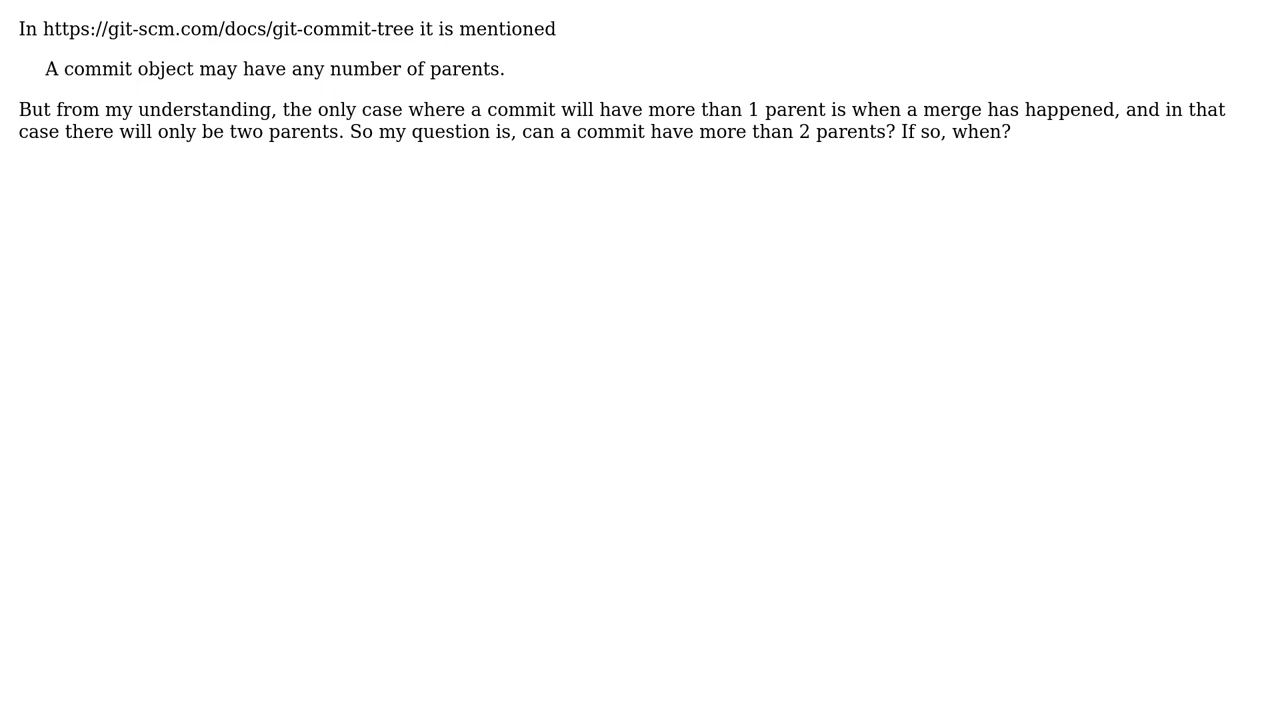 In https://git-scm.com/docs/git-commit-tree it is mentioned
A commit object may have any number of parents.
But from my understanding, the only case where a commit will have more than 1 parent is when a merge has happened, and in that
case there will only be two parents. So my question is, can a commit have more than 2 parents? If so, when?